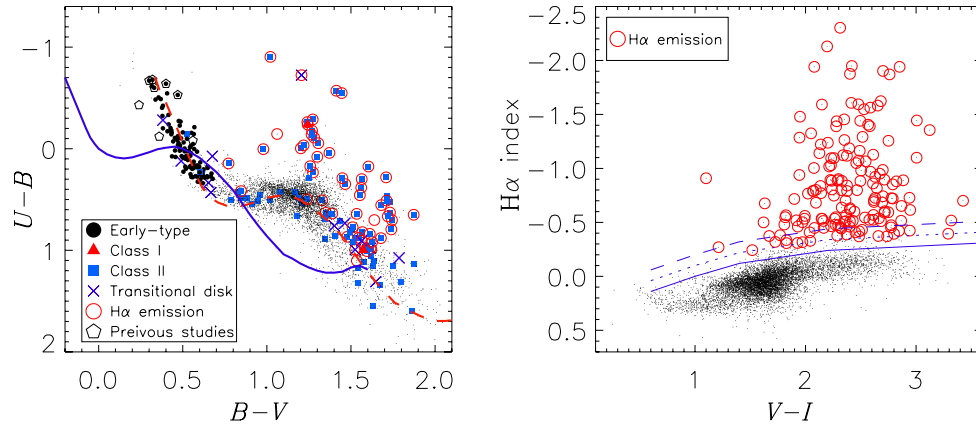 -1
0
1
2
U-B
0.0
0.5
1.0
1.5
2.0
B-V
Early-type
Class I
Class II
Transitional disk
Hα emission
Preivous studies
-2.5
-2.0
-1.5
-1.0
-0.5
0.0
0.5
Hα index
1
2
3
V-I
Hα emission